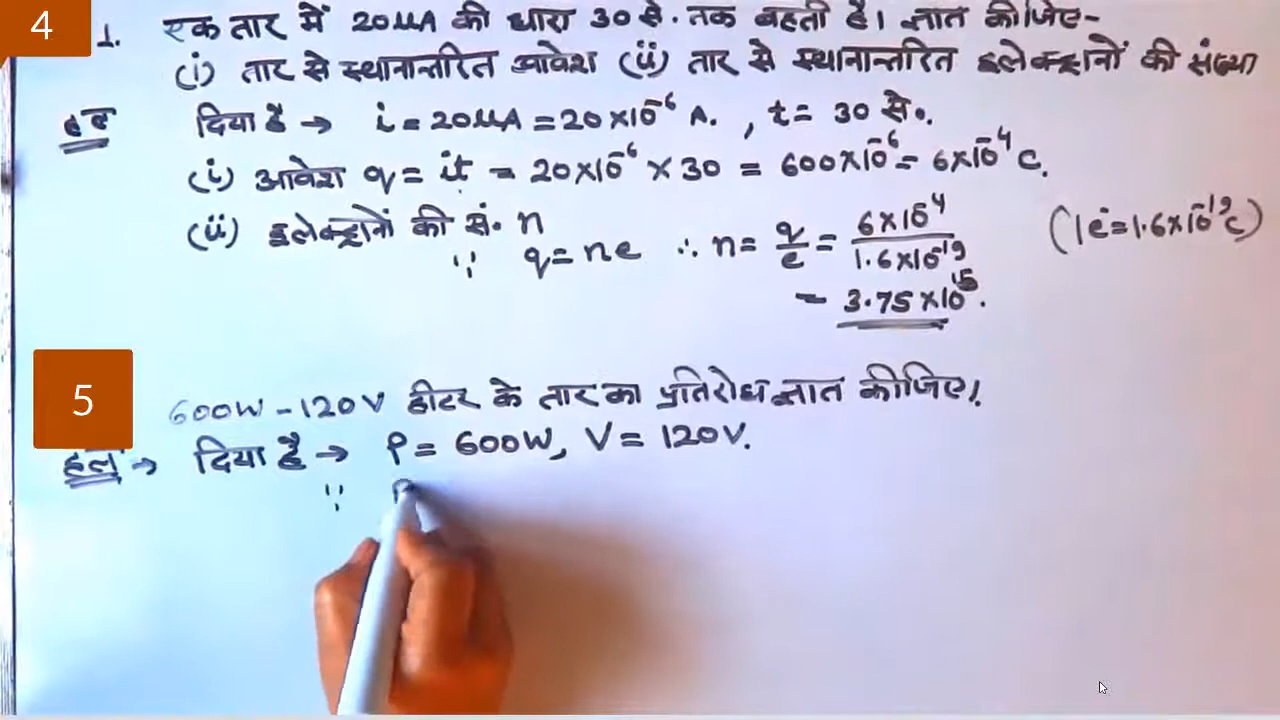 4
1. एक तार में 20μA की धारा 30 से. तक बहती है। ज्ञात कीजिए-
(i) तार से स्थानान्तरित आवेश (ii) तार से स्थानान्तरित इलेक्ट्रानों की संख्या
हल दिया है → i = 20μA = 20×10⁻⁶ A. , t = 30 से.
(i) आवेश q = it = 20×10⁻⁶ × 30 = 600×10⁻⁶ = 6×10⁻⁴ C.
(ii) इलेक्ट्रानों की सं. n
∵ q = ne ∴ n = q/e = 6×10⁻⁴/1.6×10⁻¹⁹ (1e⁻ = 1.6×10⁻¹⁹C)
= 3.75×10¹⁵.
5
600W-120V हीटर के तार का प्रतिरोध ज्ञात कीजिए।
हल → दिया है → P = 600W, V = 120V.
∵ P